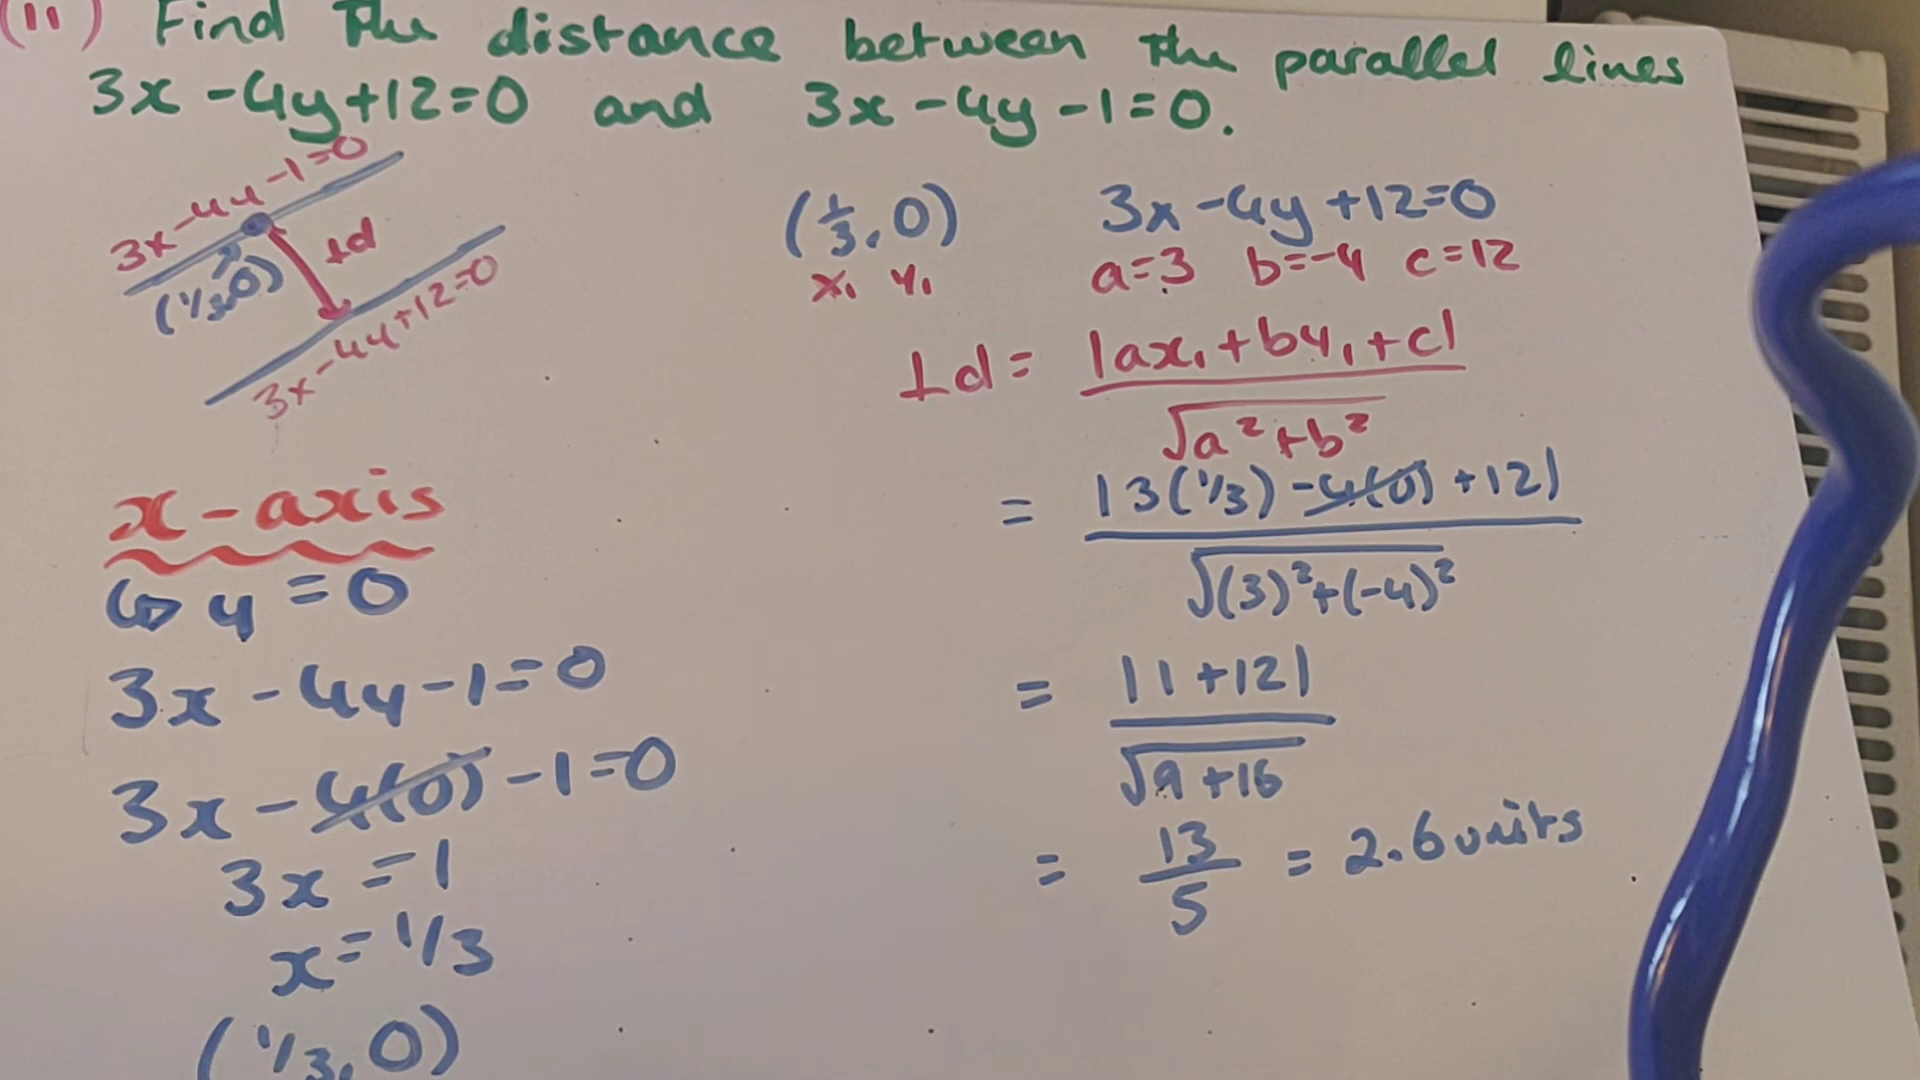 (ii) Find the distance between the parallel lines
3x - 4y + 12 = 0 and 3x - 4y - 1 = 0.
3x - 4y - 1 = 0
(1/3, 0)
⊥d
3x - 4y + 12 = 0
x - axis
↳ y = 0
3x - 4y - 1 = 0
3x - 4(0) - 1 = 0
3x = 1
x = 1/3
(1/3, 0)
(1/3, 0) 3x - 4y + 12 = 0
x₁ y₁ a = 3 b = -4 c = 12
⊥d = |ax₁ + by₁ + c|
√a² + b²
= |3(1/3) - 4(0) + 12|
√(3)² + (-4)²
= |1 + 12|
√9 + 16
= 13/5 = 2.6 units